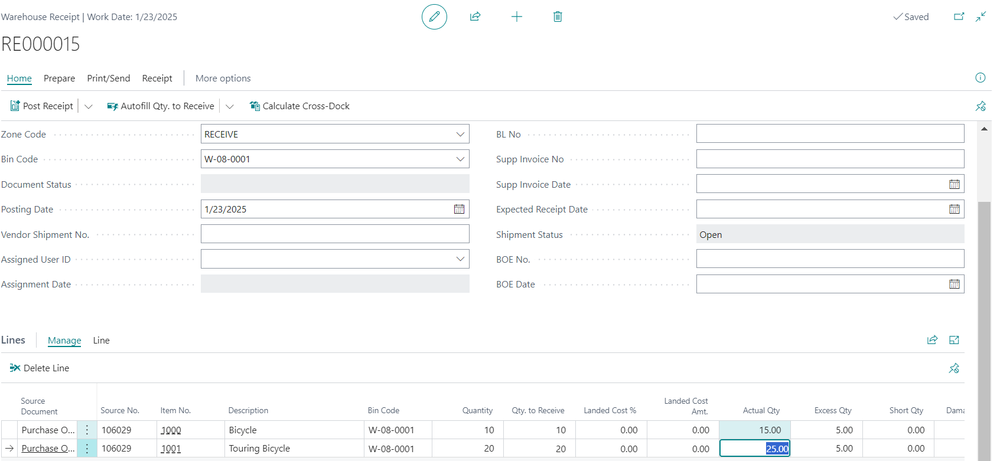 Warehouse Receipt | Work Date: 1/23/2025
Saved
RE000015
Home Prepare Print/Send Receipt More options
Post Receipt Autofill Qty. to Receive Calculate Cross-Dock
Zone Code RECEIVE BL No
Bin Code W-08-0001 Supp Invoice No
Document Status Supp Invoice Date
Posting Date 1/23/2025 Expected Receipt Date
Vendor Shipment No. Shipment Status Open
Assigned User ID BOE No.
Assignment Date BOE Date
Lines Manage Line
Delete Line
Source Document Source No. Item No. Description Bin Code Quantity Qty. to Receive Landed Cost % Landed Cost Amt. Actual Qty Excess Qty Short Qty Dama
Purchase O... 106029 1000 Bicycle W-08-0001 10 10 0.00 0.00 15.00 5.00 0.00
Purchase O... 106029 1001 Touring Bicycle W-08-0001 20 20 0.00 0.00 25.00 5.00 0.00